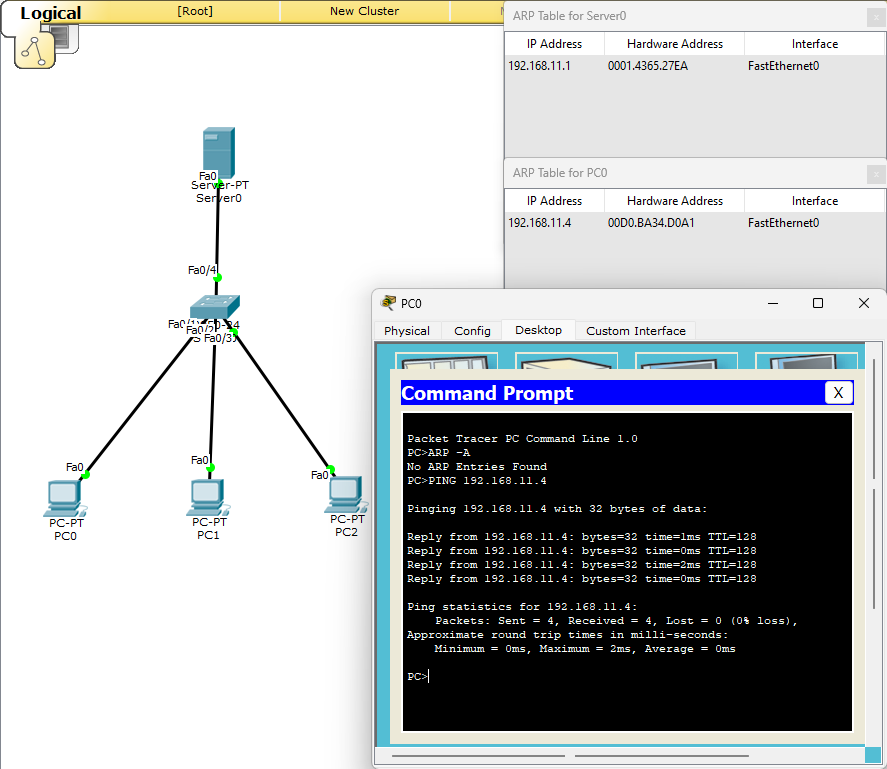 Logical
[Root]
New Cluster
ARP Table for Server0
x
IP Address Hardware Address Interface
192.168.11.1 0001.4365.27EA FastEthernet0
ARP Table for PC0
x
IP Address Hardware Address Interface
192.168.11.4 00D0.BA34.D0A1 FastEthernet0
Fa0
Server-PT
Server0
Fa0/4
Fa0/2
Fa0/3
Fa0
PC-PT
PC0
Fa0
PC-PT
PC1
Fa0
PC-PT
PC2
PC0
Physical Config Desktop Custom Interface
Command Prompt
X
Packet Tracer PC Command Line 1.0
PC>ARP -A
No ARP Entries Found
PC>PING 192.168.11.4
Pinging 192.168.11.4 with 32 bytes of data:
Reply from 192.168.11.4: bytes=32 time=1ms TTL=128
Reply from 192.168.11.4: bytes=32 time=0ms TTL=128
Reply from 192.168.11.4: bytes=32 time=2ms TTL=128
Reply from 192.168.11.4: bytes=32 time=0ms TTL=128
Ping statistics for 192.168.11.4:
Packets: Sent = 4, Received = 4, Lost = 0 (0% loss),
Approximate round trip times in milli-seconds:
Minimum = 0ms, Maximum = 2ms, Average = 0ms
PC>